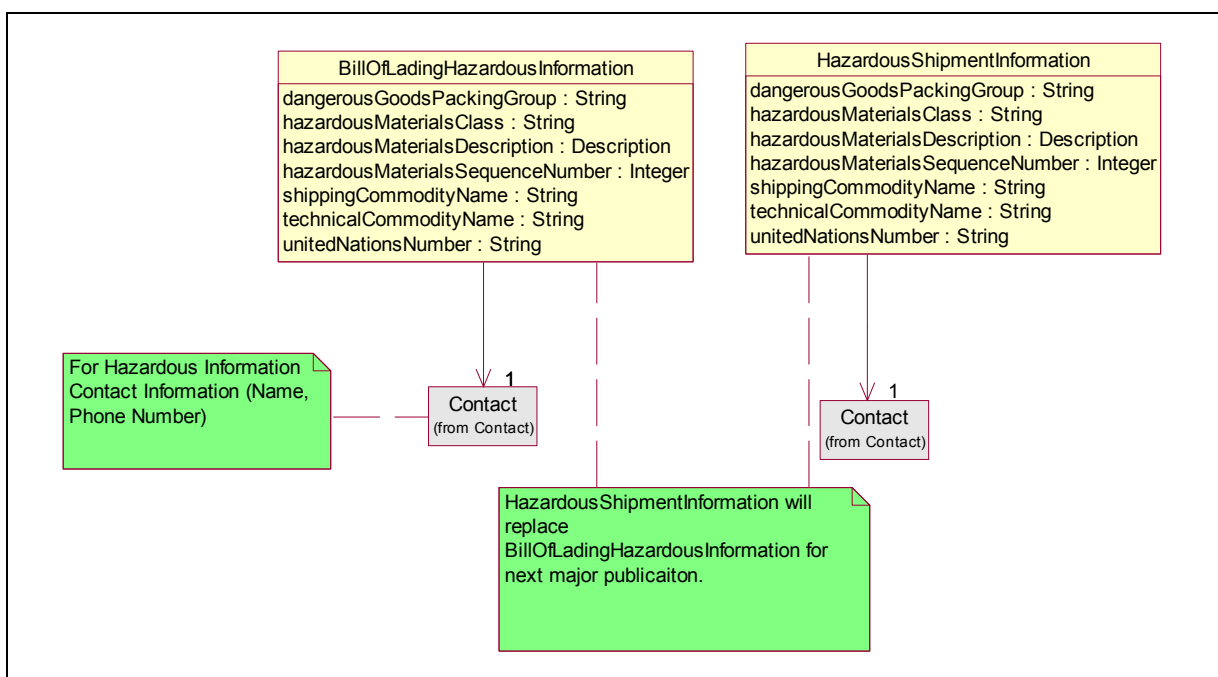 BillOfLadingHazardousInformation
dangerousGoodsPackingGroup : String
hazardousMaterialsClass : String
hazardousMaterialsDescription : Description
hazardousMaterialsSequenceNumber : Integer
shippingCommodityName : String
technicalCommodityName : String
unitedNationsNumber : String
HazardousShipmentInformation
dangerousGoodsPackingGroup : String
hazardousMaterialsClass : String
hazardousMaterialsDescription : Description
hazardousMaterialsSequenceNumber : Integer
shippingCommodityName : String
technicalCommodityName : String
unitedNationsNumber : String
For Hazardous Information
Contact Information (Name,
Phone Number)
1
Contact
(from Contact)
1
Contact
(from Contact)
HazardousShipmentInformation will
replace
BillOfLadingHazardousInformation for
next major publicaiton.